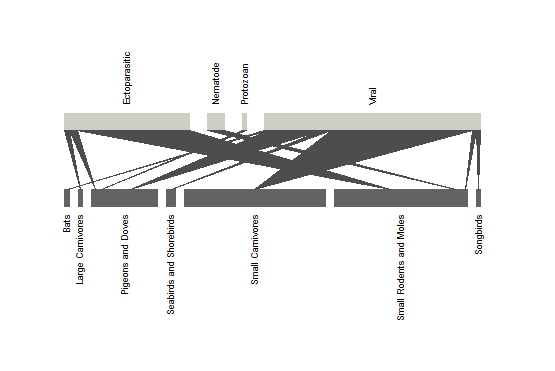 Bats
Large Carnivores
Pigeons and Doves
Ectoparasitic
Seabirds and Shorebirds
Nematode
Protozoan
Small Carnivores
Viral
Small Rodents and Moles
Songbirds